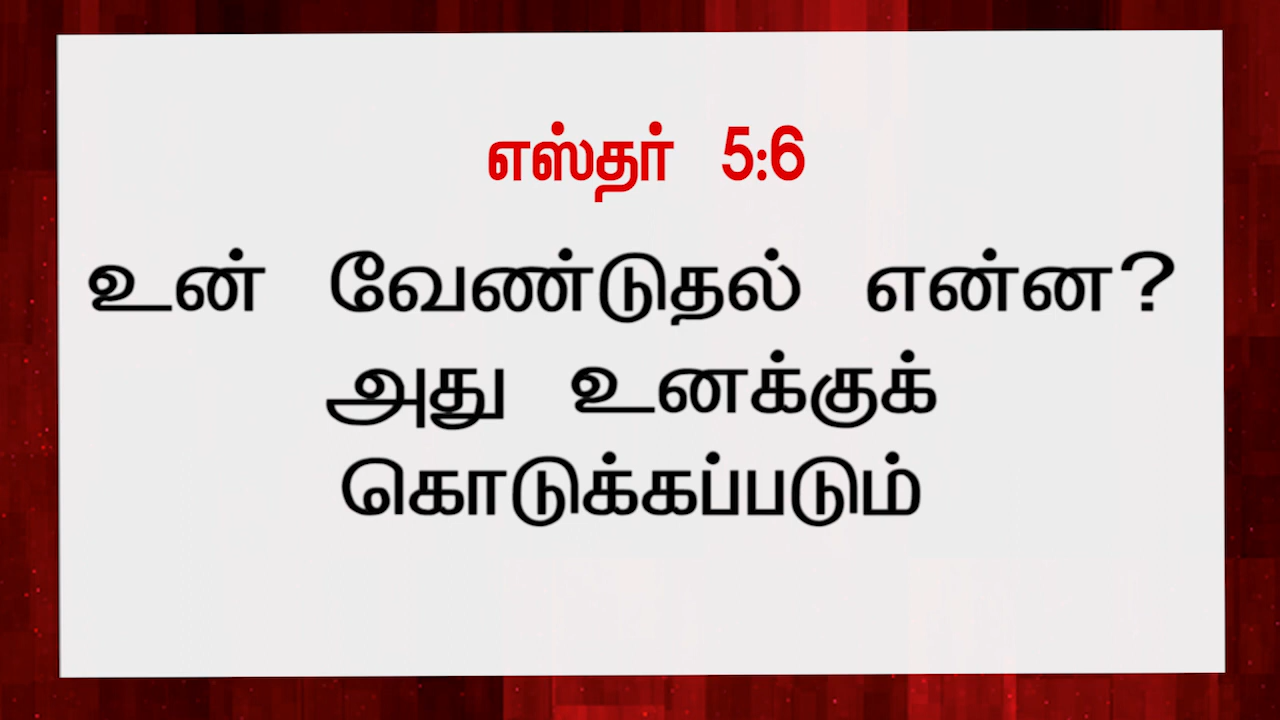 எஸ்தர் 5:6
உன் வேண்டுதல் என்ன?
அது உனக்குக்
கொடுக்கப்படும்